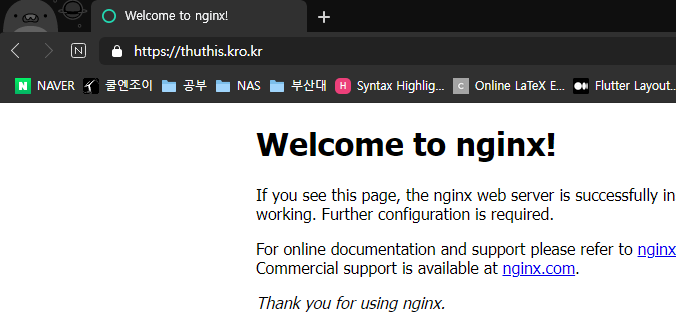 Welcome to nginx!
N https://thuthis.kro.kr
N NAVER 쿨엔조이 공부 NAS 부산대 H Syntax Highlig... C Online LaTeX E... Flutter Layout...
Welcome to nginx!
If you see this page, the nginx web server is successfully in
working. Further configuration is required.
For online documentation and support please refer to nginx
Commercial support is available at nginx.com.
Thank you for using nginx.